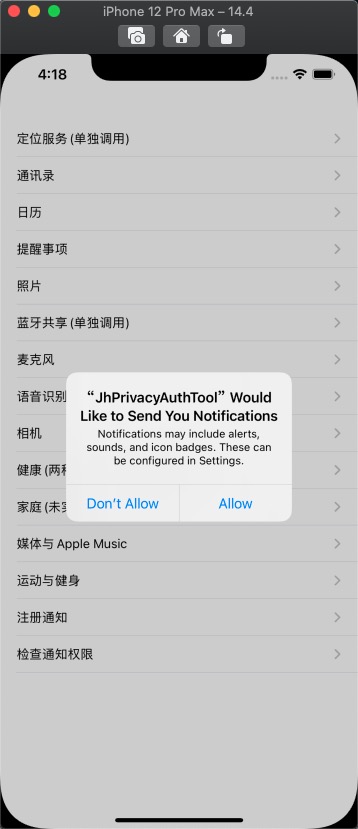 iPhone 12 Pro Max – 14.4
4:18
定位服务 (单独调用)
通讯录
日历
提醒事项
照片
蓝牙共享 (单独调用)
麦克风
语音识别
相机
健康 (两
家庭 (未
“JhPrivacyAuthTool” Would
Like to Send You Notifications
Notifications may include alerts,
sounds, and icon badges. These can
be configured in Settings.
Don’t Allow
Allow
媒体与 Apple Music
运动与健身
注册通知
检查通知权限